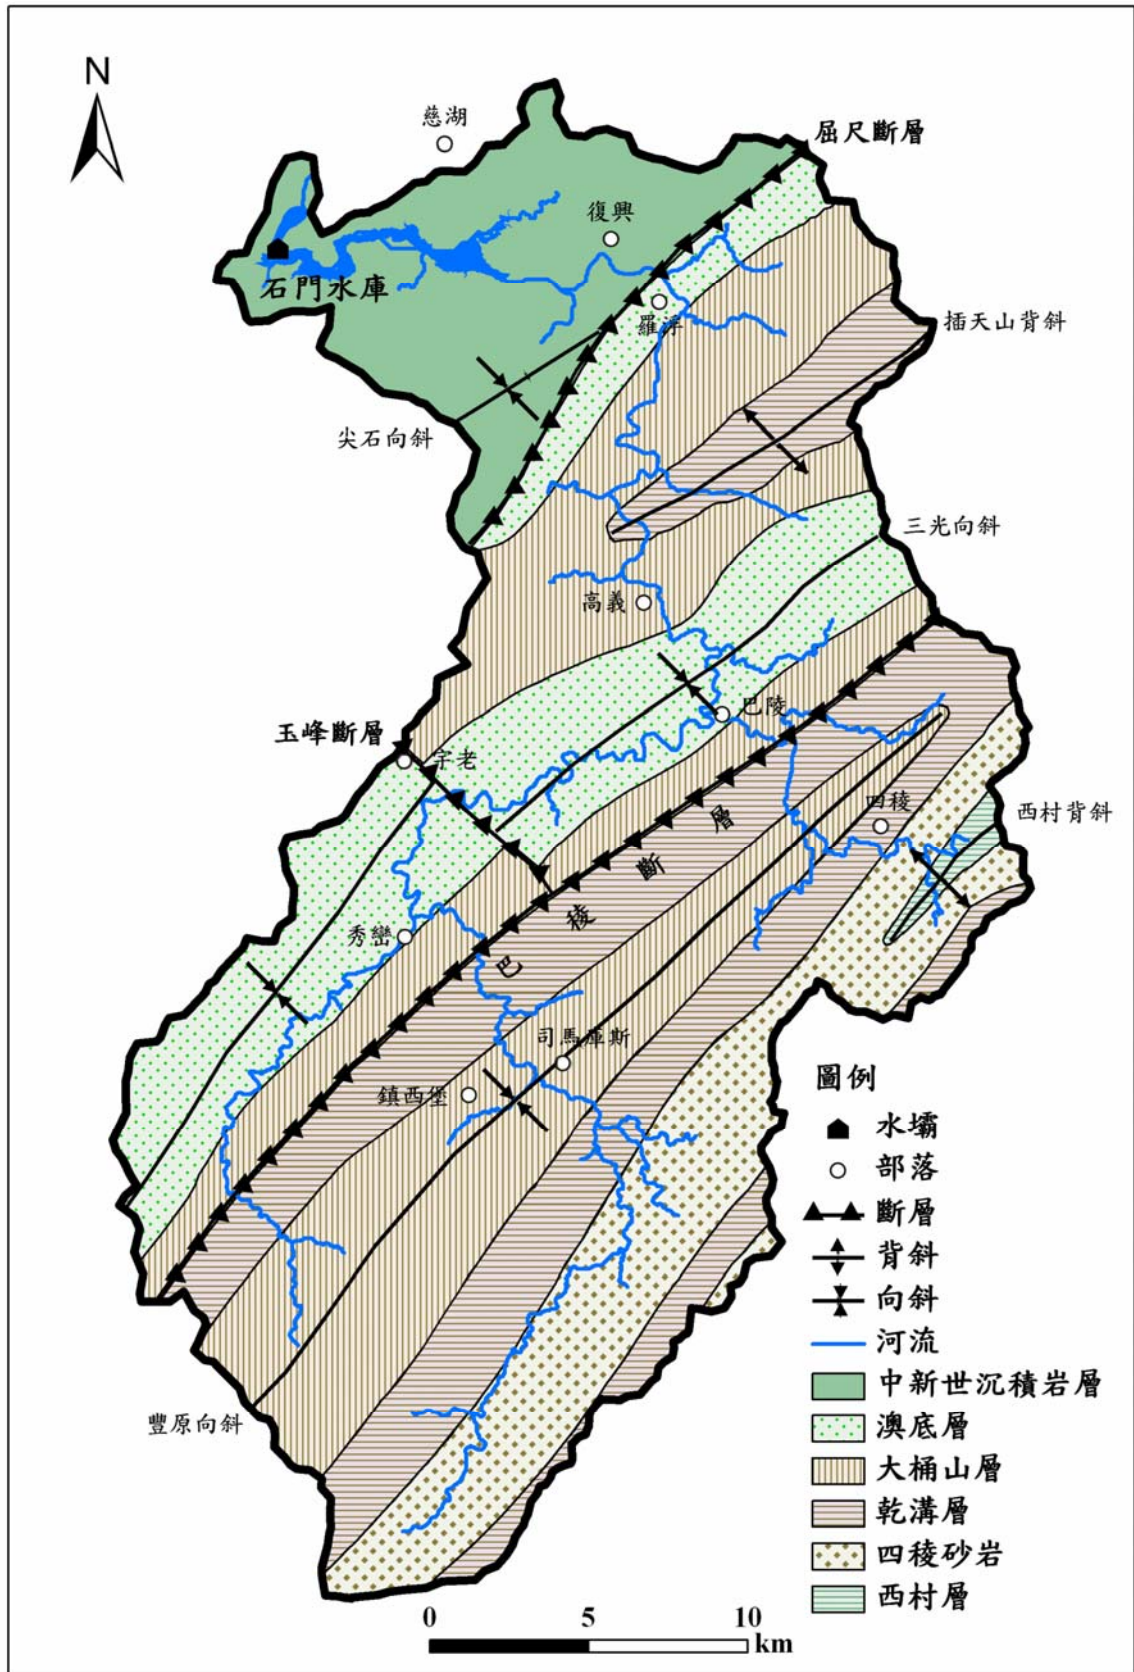 N
慈湖
屈尺斷層
復興
石門水庫
羅浮
插天山背斜
尖石向斜
三光向斜
高義
巴陵
玉峰斷層
宇老
四稜
西村背斜
巴稜斷層
秀巒
司馬庫斯
鎮西堡
豐原向斜
圖例
水壩
部落
斷層
背斜
向斜
河流
中新世沉積岩層
澳底層
大桶山層
乾溝層
四稜砂岩
西村層
0 5 10
km